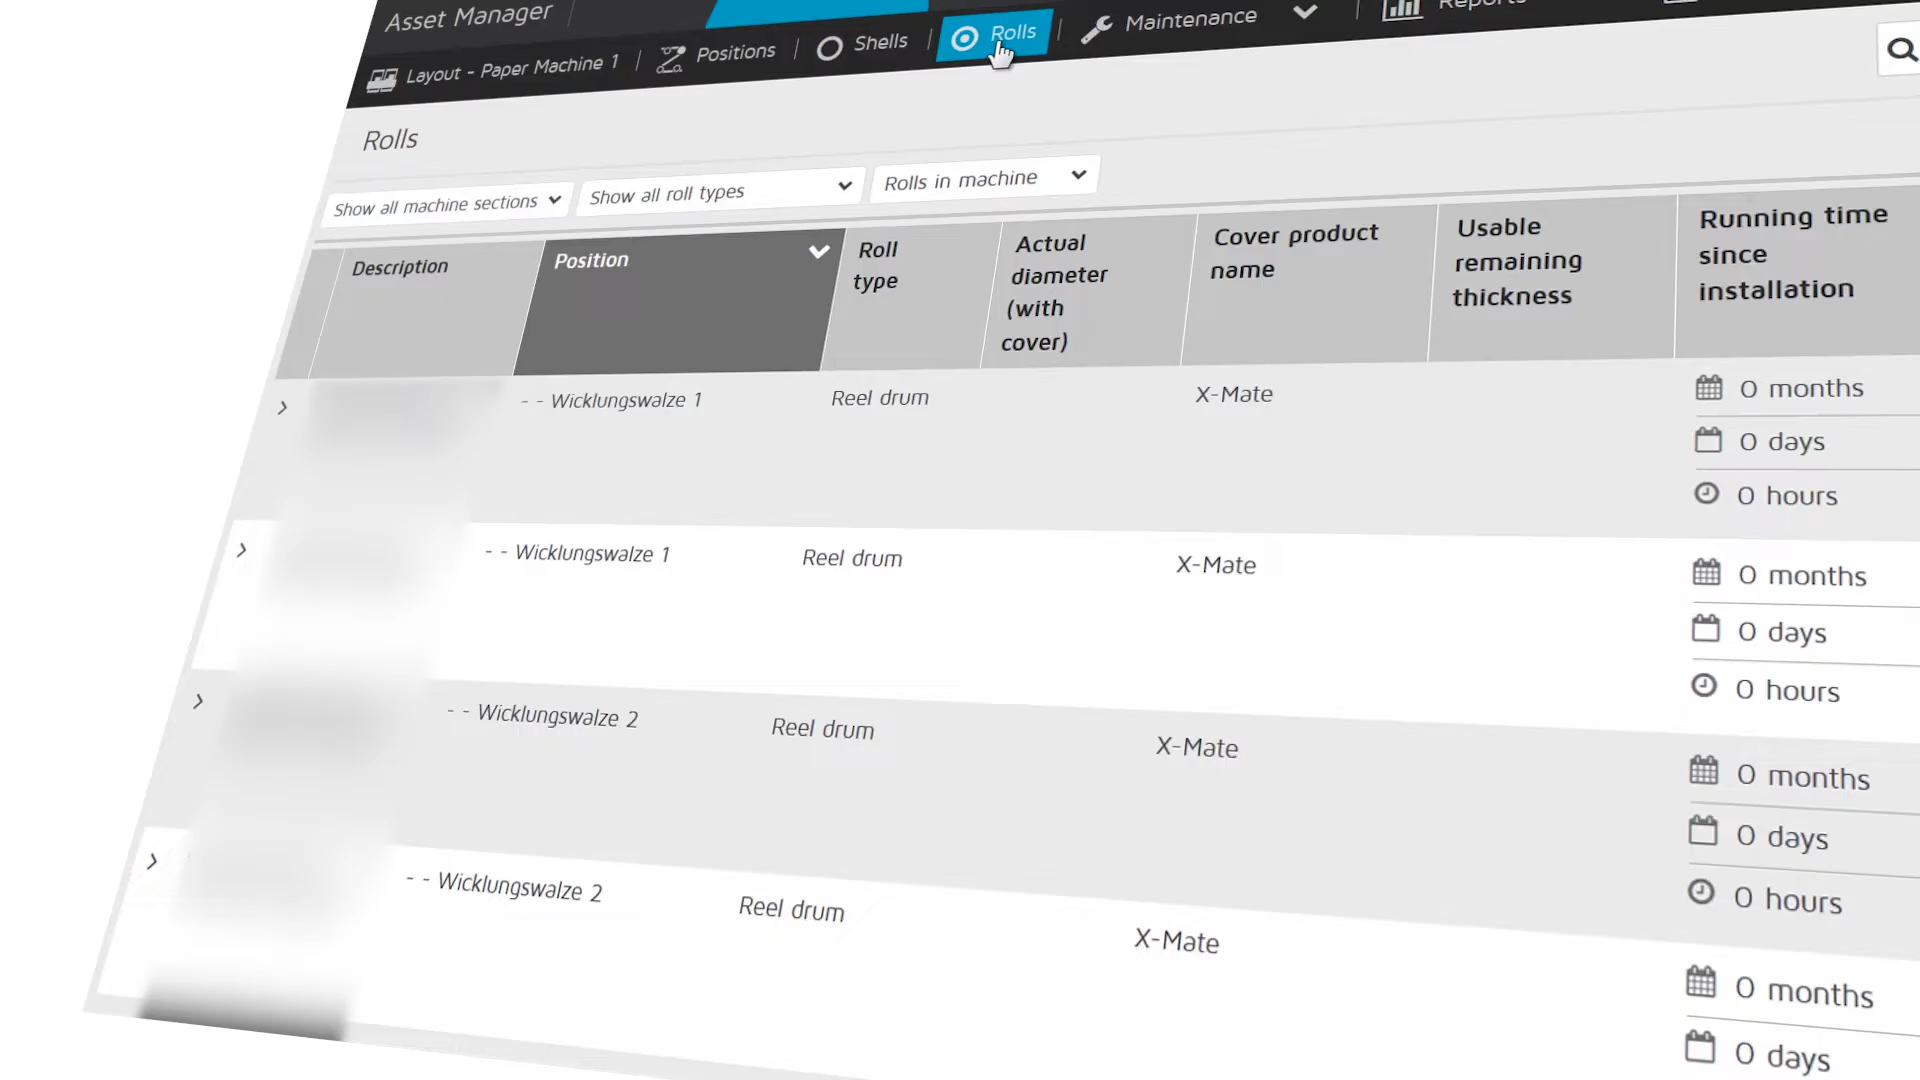 Asset Manager
Layout - Paper Machine 1
Positions
Shells
Rolls
Maintenance
Reports
Rolls
Show all machine sections
Show all roll types
Rolls in machine
Description
Position
Roll
type
Actual
diameter
(with
cover)
Cover product
name
Usable
remaining
thickness
Running time
since
installation
- - Wicklungswalze 1
Reel drum
X-Mate
0 months
0 days
0 hours
- - Wicklungswalze 1
Reel drum
X-Mate
0 months
0 days
0 hours
- - Wicklungswalze 2
Reel drum
X-Mate
0 months
0 days
0 hours
- - Wicklungswalze 2
Reel drum
X-Mate
0 months
0 days